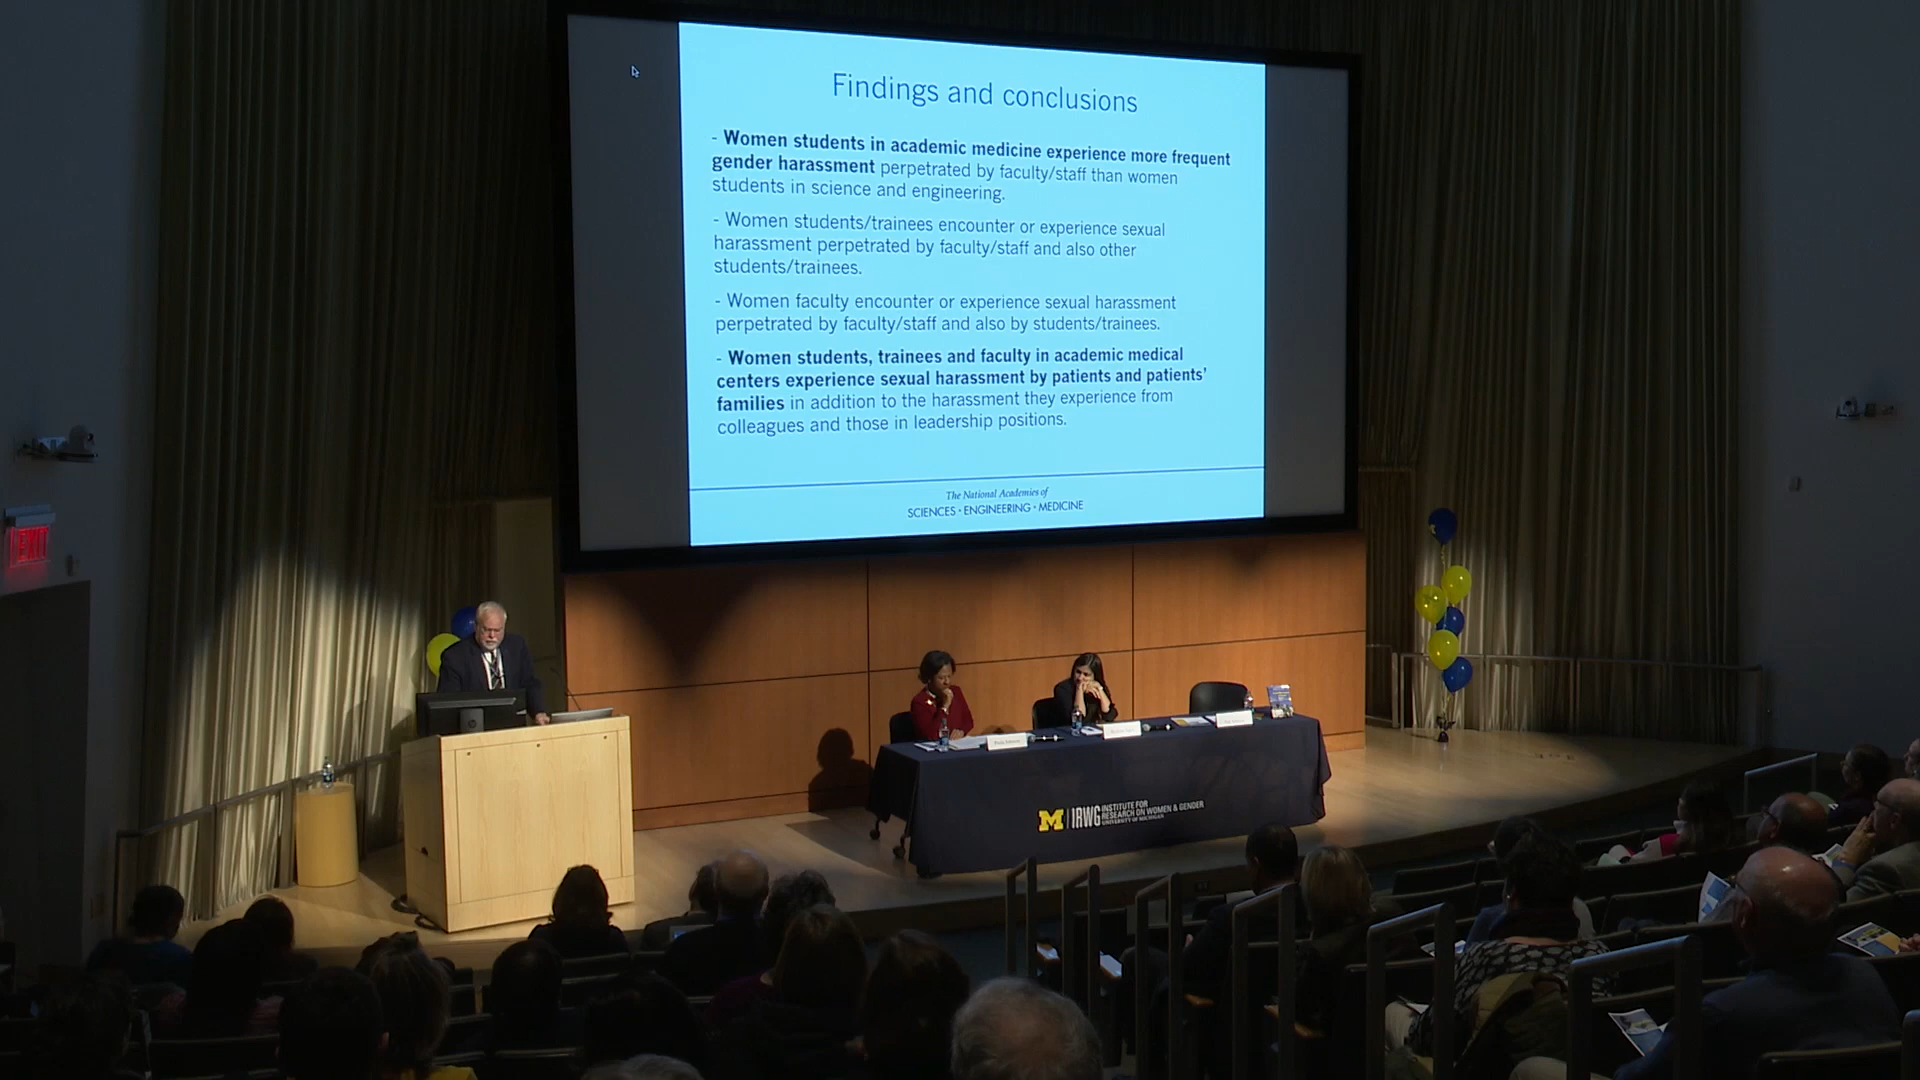 Findings and conclusions
- Women students in academic medicine experience more frequent
gender harassment perpetrated by faculty/staff than women
students in science and engineering.
- Women students/trainees encounter or experience sexual
harassment perpetrated by faculty/staff and also other
students/trainees.
- Women faculty encounter or experience sexual harassment
perpetrated by faculty/staff and also by students/trainees.
- Women students, trainees and faculty in academic medical
centers experience sexual harassment by patients and patients'
families in addition to the harassment they experience from
colleagues and those in leadership positions.
The National Academies of
SCIENCES · ENGINEERING · MEDICINE
EXIT
M IRWG INSTITUTE FOR
RESEARCH ON WOMEN & GENDER
UNIVERSITY OF MICHIGAN